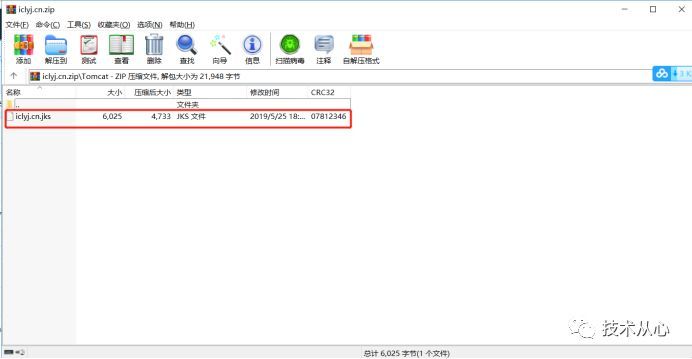 iclyj.cn.zip
文件(F) 命令(C) 工具(S) 收藏夹(O) 选项(N) 帮助(H)
添加 解压到 测试 查看 删除 查找 向导 信息 扫描病毒 注释 自解压格式
iclyj.cn.zip\Tomcat - ZIP 压缩文件, 解包大小为 21,948 字节
3 K
名称 大小 压缩后大小 类型 修改时间 CRC32
.. 文件夹
iclyj.cn.jks 6,025 4,733 JKS 文件 2019/5/25 18:... 07812346
技术从心
总计 6,025 字节(1 个文件)